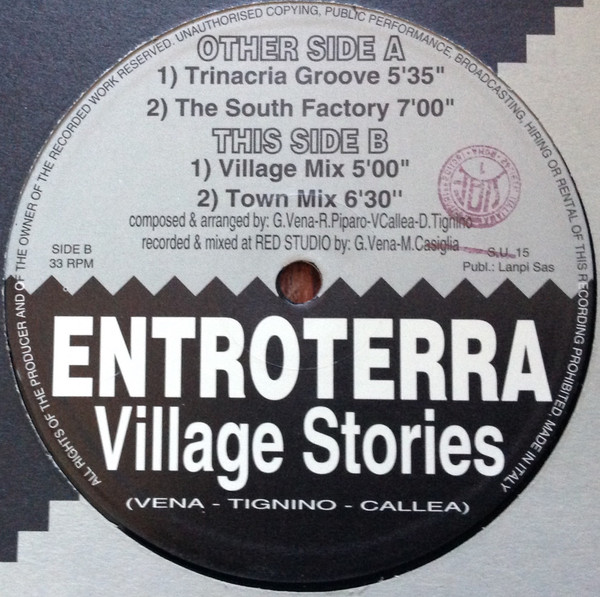 ALL RIGHTS OF THE PRODUCER AND OF THE OWNER OF THE RECORDED WORK RESERVED. UNAUTHORISED COPYING, PUBLIC PERFORMANCE, BROADCASTING, HIRING OR RENTAL OF THIS RECORDING PROHIBITED MADE IN ITALY
OTHER SIDE A
1) Trinacria Groove 5'35"
2) The South Factory 7'00"
THIS SIDE B
1) Village Mix 5'00"
2) Town Mix 6'30''
composed & arranged by: G.Vena-R.Piparo-VCallea-D.Tignino
recorded & mixed at RED STUDIO by: G.Vena-M.Casiglia
SIDE B
33 RPM
S.U. 15
Publ.: Lanpi Sas
ENTROTERRA
Village Stories
(VENA - TIGNINO - CALLEA)